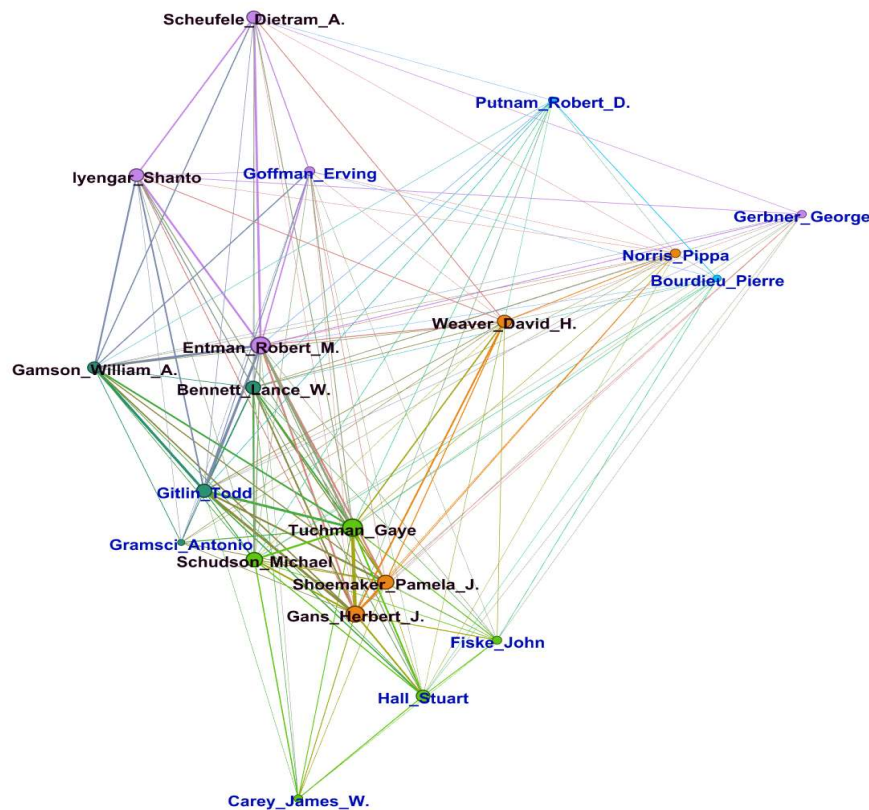 Scheufele_Dietram_A.
Putnam_Robert_D.
Iyengar_Shanto
Goffman_Erving
Gerbner_George
Norris_Pippa
Bourdieu_Pierre
Weaver_David_H.
Entman_Robert_M.
Gamson_William_A.
Bennett_Lance_W.
Gitlin_Todd
Tuchman_Gaye
Gramsci_Antonio
Schudson_Michael
Shoemaker_Pamela_J.
Gans_Herbert_J.
Fiske_John
Hall_Stuart
Carey_James_W.